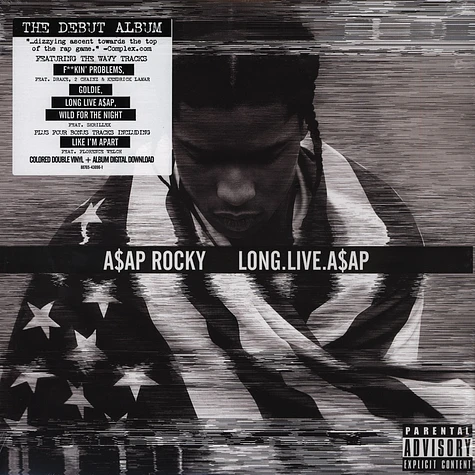 THE DEBUT ALBUM
"…dizzying ascent towards the top
of the rap game." –Complex.com
FEATURING THE WAVY TRACKS
F**KIN' PROBLEMS,
FEAT. DRAKE, 2 CHAINZ & KENDRICK LAMAR
GOLDIE,
LONG LIVE A$AP,
WILD FOR THE NIGHT
FEAT. SKRILLEX
PLUS FOUR BONUS TRACKS INCLUDING
LIKE I'M APART
FEAT. FLORENCE WELCH
COLORED DOUBLE VINYL + ALBUM DIGITAL DOWNLOAD
A$AP ROCKY LONG.LIVE.A$AP
PARENTAL
ADVISORY
EXPLICIT CONTENT